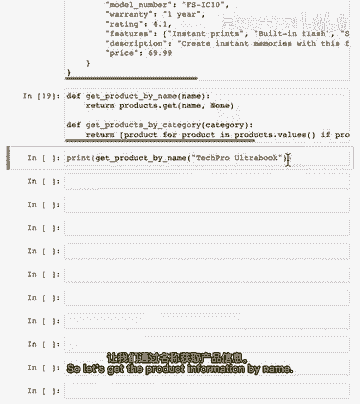 "model_number": "FS-IC10",
"warranty": "1 year",
"rating": 4.1,
"features": ["Instant prints", "Built-in flash", "S
"description": "Create instant memories with this f
"price": 69.99
}
}
In [19]:
def get_product_by_name(name):
return products.get(name, None)
def get_products_by_category(category):
return [product for product in products.values() if pro
In [ ]:
print(get_product_by_name("TechPro Ultrabook")
In [ ]:
In [ ]:
In [ ]:
In [ ]:
In [ ]:
In [ ]:
In [ ]:
In [ ]:
In [ ]:
In [ ]:
让我们通过名称获取产品信息。
So let's get the product information by name.